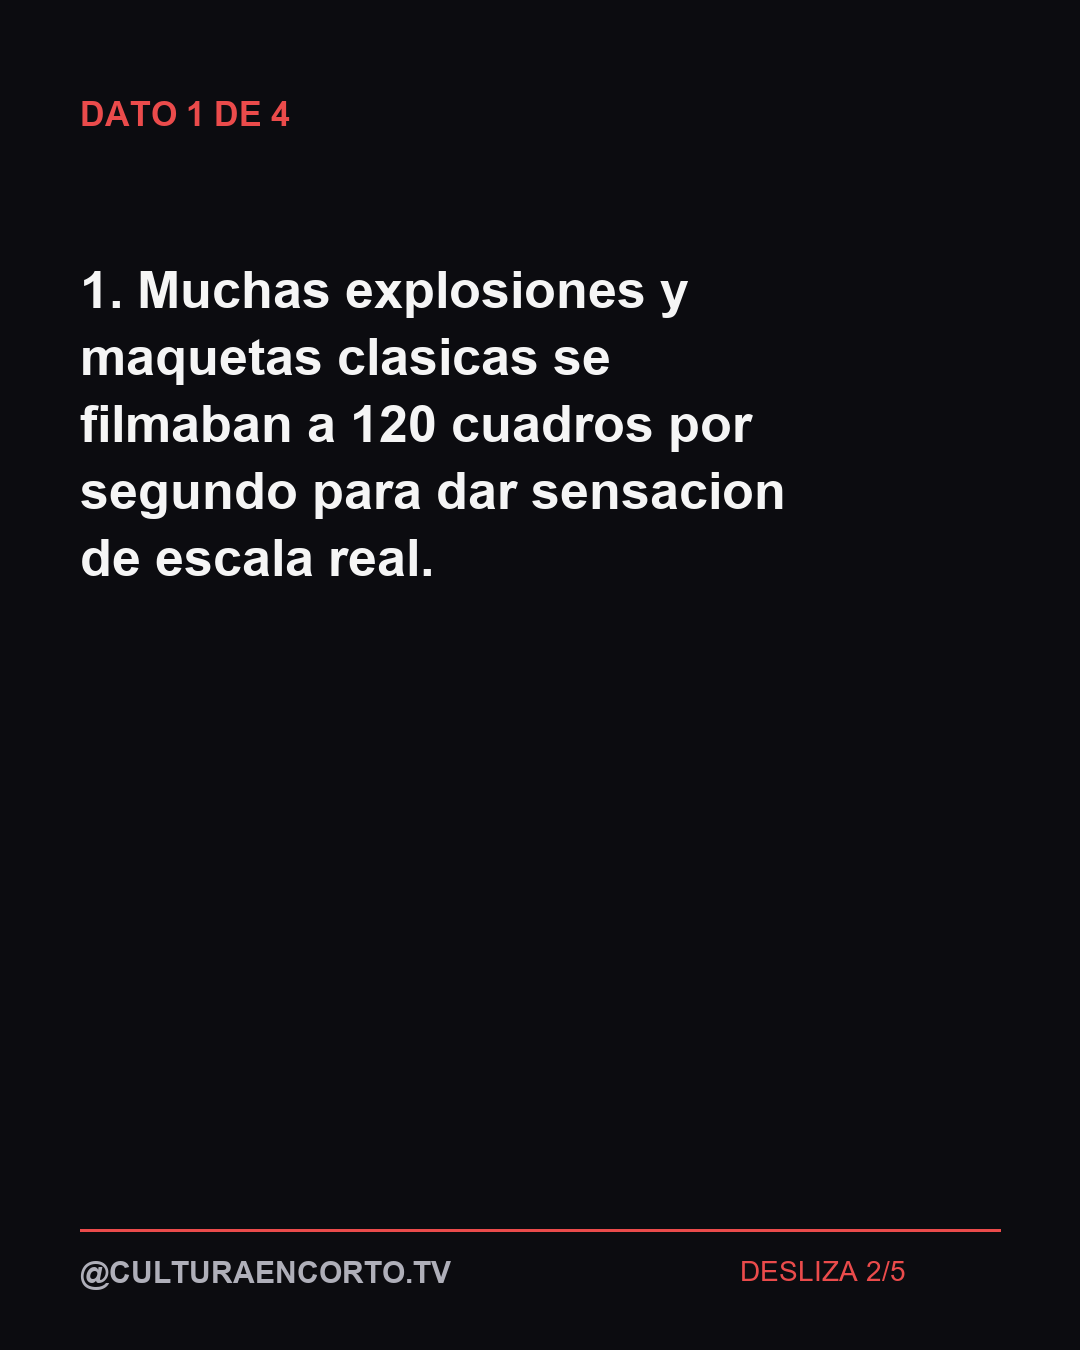 DATO 1 DE 4
1. Muchas explosiones y
maquetas clasicas se
filmaban a 120 cuadros por
segundo para dar sensacion
de escala real.
@CULTURAENCORTO.TV
DESLIZA 2/5